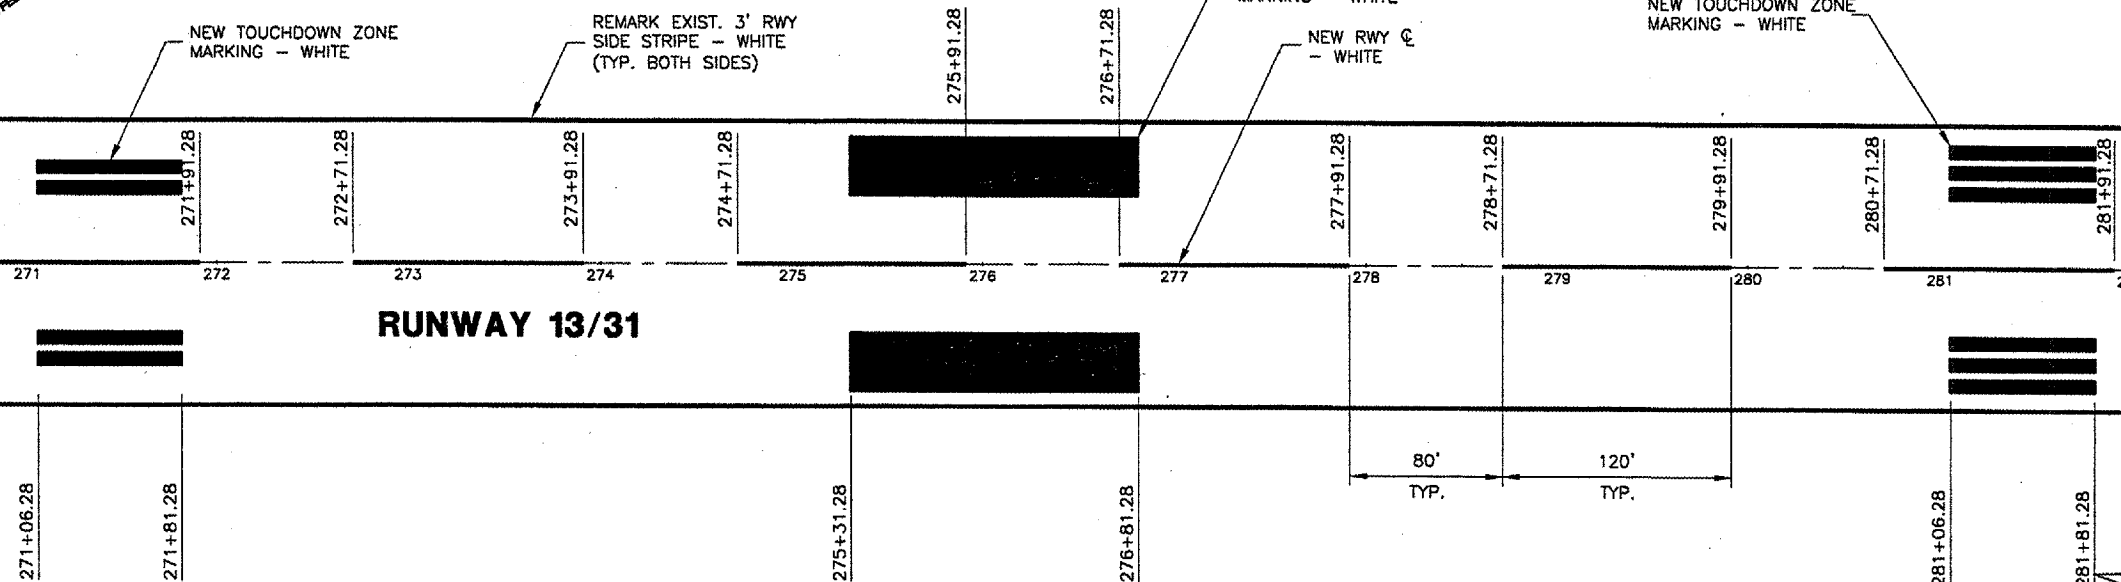 NEW TOUCHDOWN ZONE
MARKING – WHITE
REMARK EXIST. 3' RWY
SIDE STRIPE – WHITE
(TYP. BOTH SIDES)
275+91.28
276+71.28
MARKING – WHITE
NEW RWY ℄
– WHITE
NEW TOUCHDOWN ZONE
MARKING – WHITE
271+91.28
272+71.28
273+91.28
274+71.28
277+91.28
278+71.28
279+91.28
280+71.28
281+91.28
271
272
273
274
275
276
277
278
279
280
281
RUNWAY 13/31
80'
TYP.
120'
TYP.
271+06.28
271+81.28
275+31.28
276+81.28
281+06.28
281+81.28